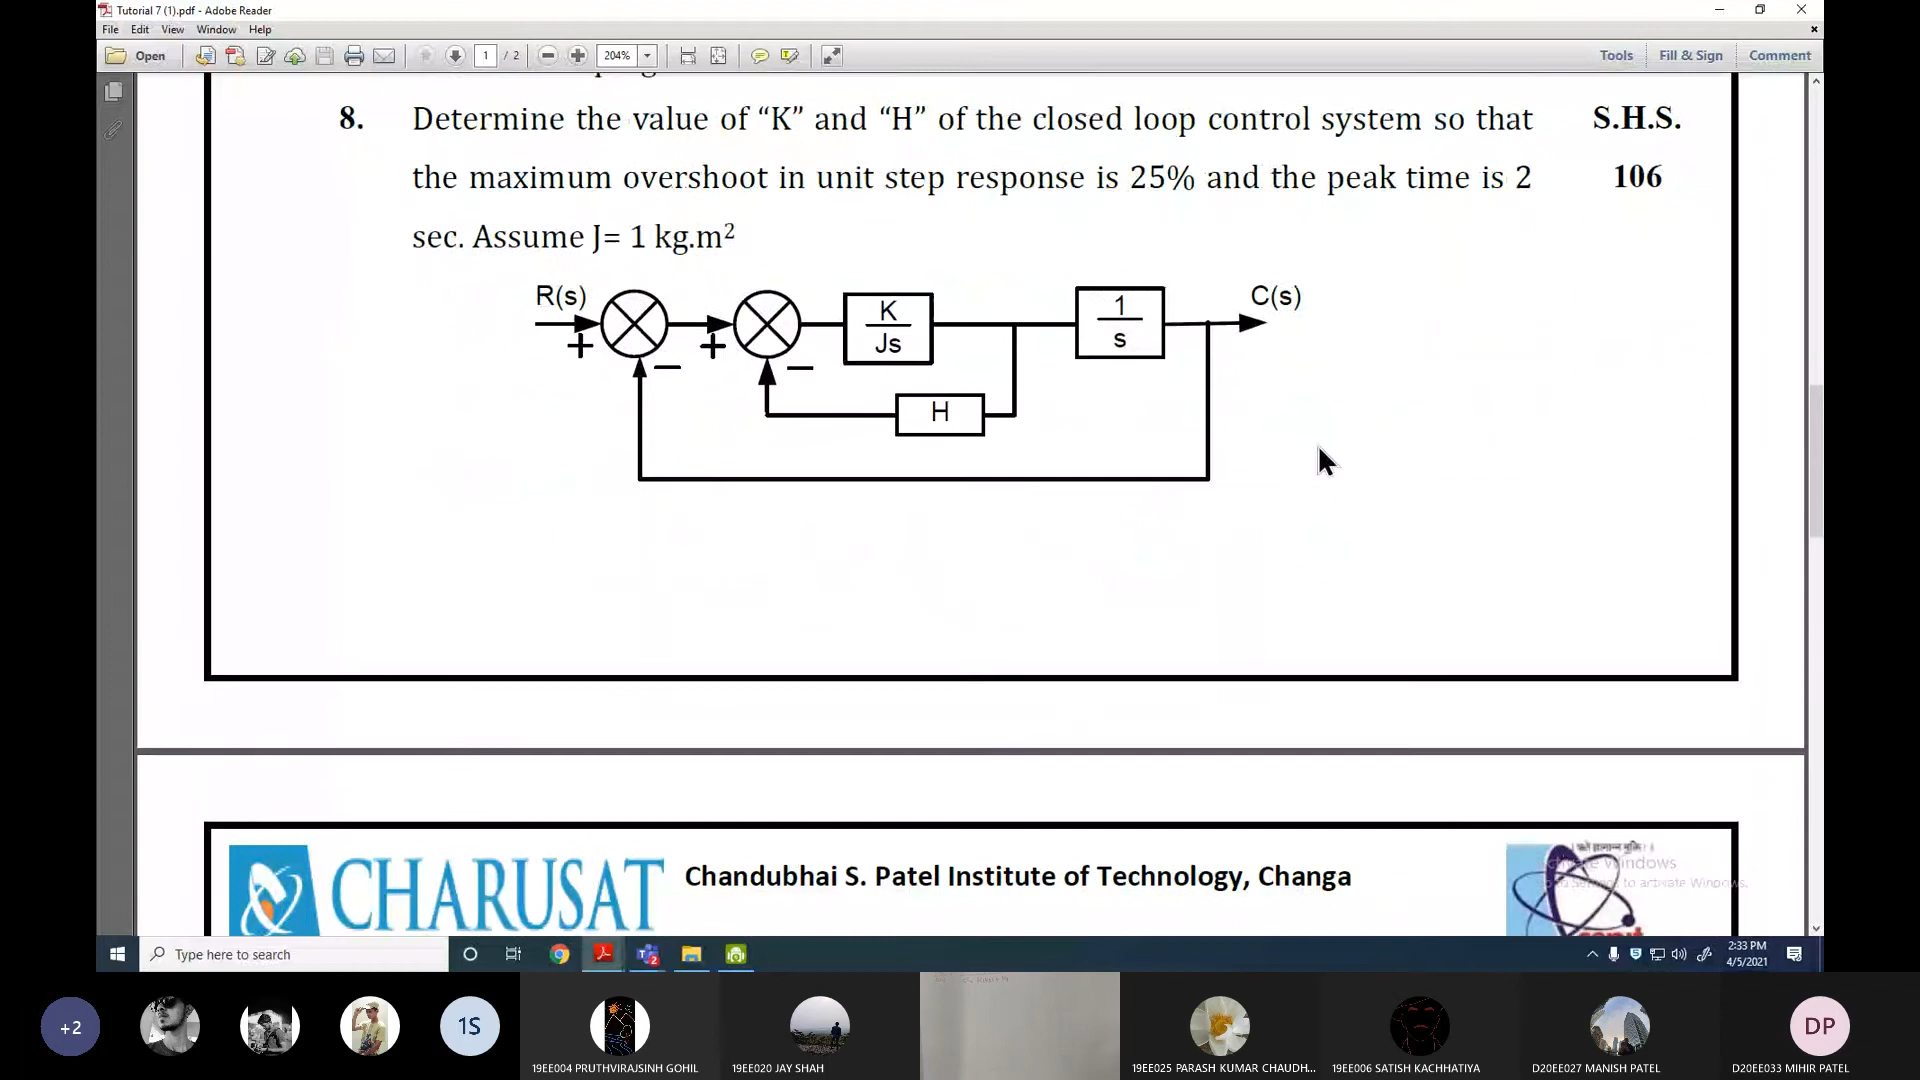 Tutorial 7 (1).pdf - Adobe Reader
File Edit View Window Help
Open 1 / 2 204% Tools Fill & Sign Comment
8. Determine the value of “K” and “H” of the closed loop control system so that S.H.S.
the maximum overshoot in unit step response is 25% and the peak time is 2 106
sec. Assume J= 1 kg.m²
R(s) C(s)
K
Js
1
s
+ − + −
H
CHARUSAT Chandubhai S. Patel Institute of Technology, Changa
Type here to search
2:33 PM
4/5/2021
+2 1S DP
19EE004 PRUTHVIRAJSINH GOHIL 19EE020 JAY SHAH 19EE025 PARASH KUMAR CHAUDH... 19EE006 SATISH KACHHATIYA D20EE027 MANISH PATEL D20EE033 MIHIR PATEL